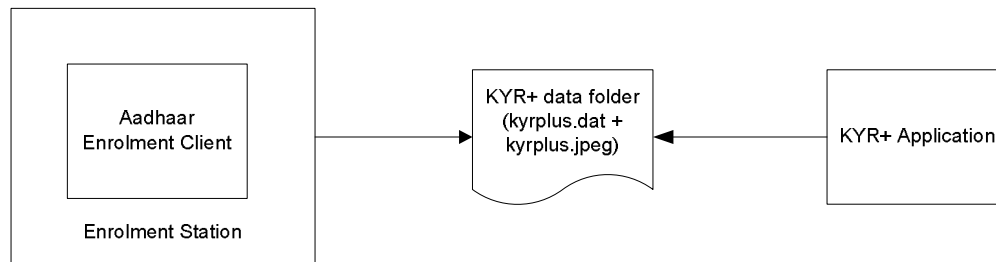 Aadhaar
Enrolment Client
Enrolment Station
KYR+ data folder
(kyrplus.dat +
kyrplus.jpeg)
KYR+ Application